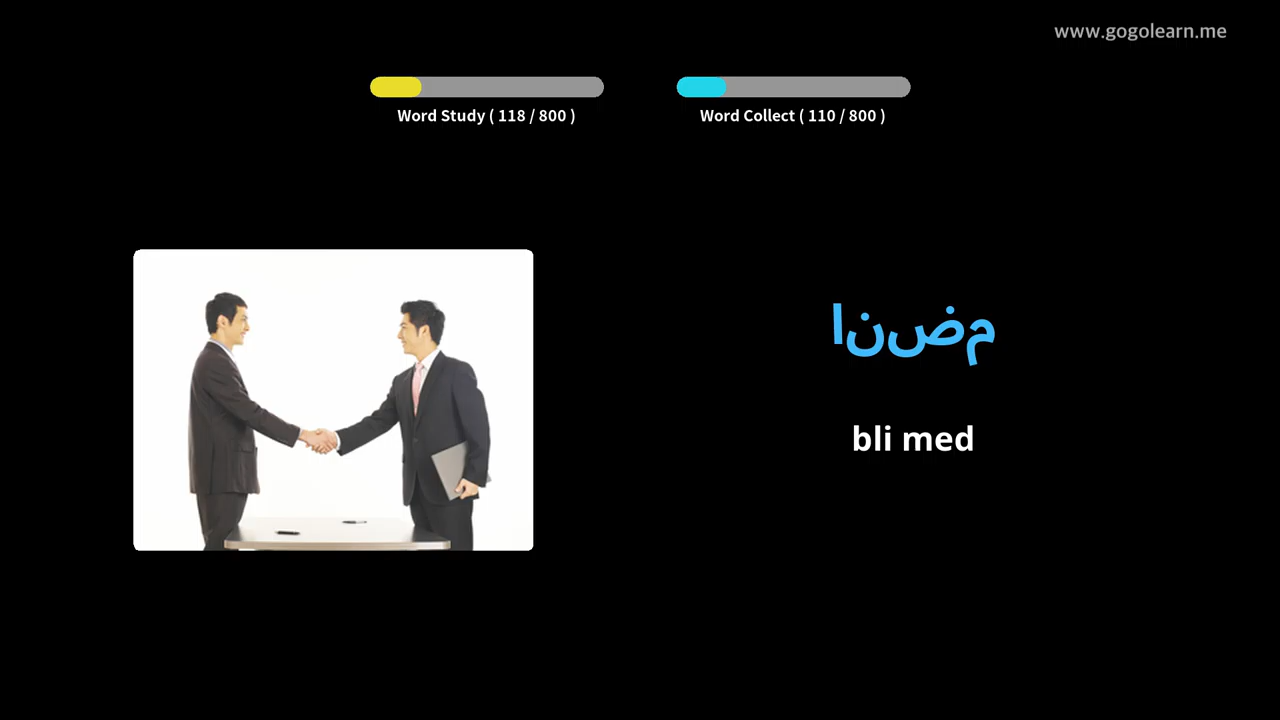 www.gogolearn.me
Word Study ( 118 / 800 )
Word Collect ( 110 / 800 )
انضم
bli med